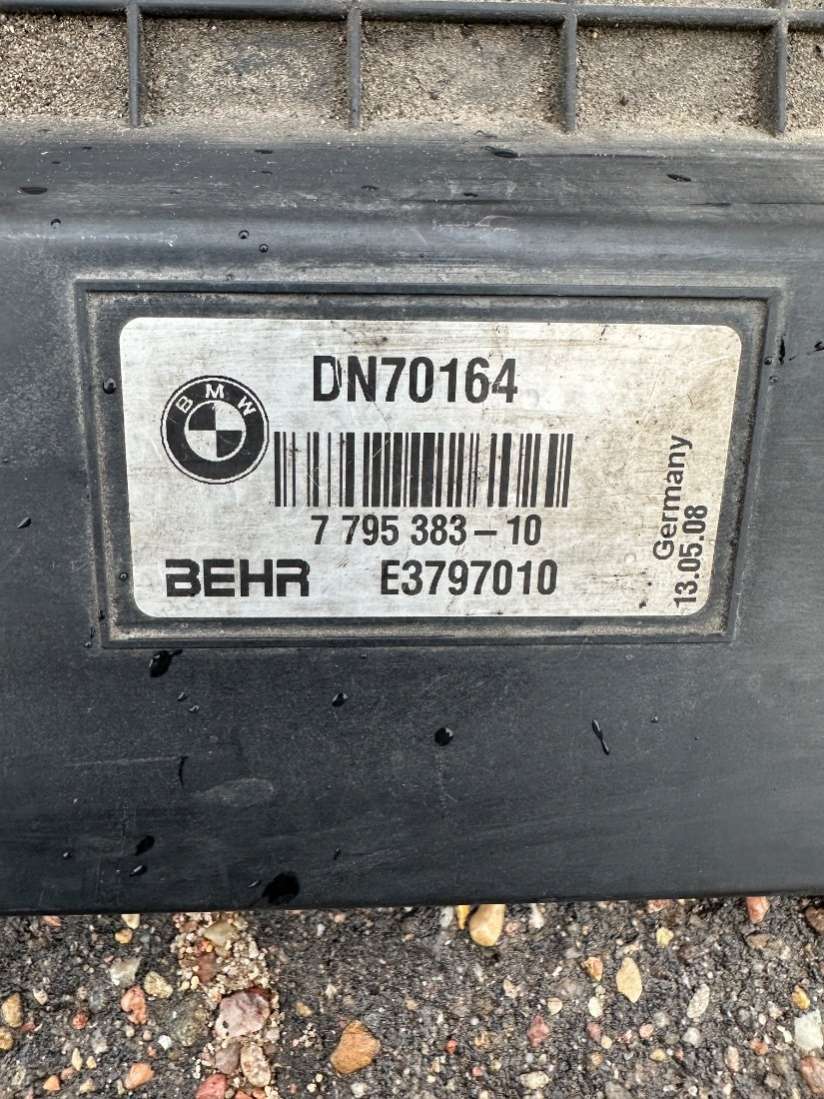 DN70164
BMW
7 795 383-10
BEHR E3797010
Germany
13.05.08